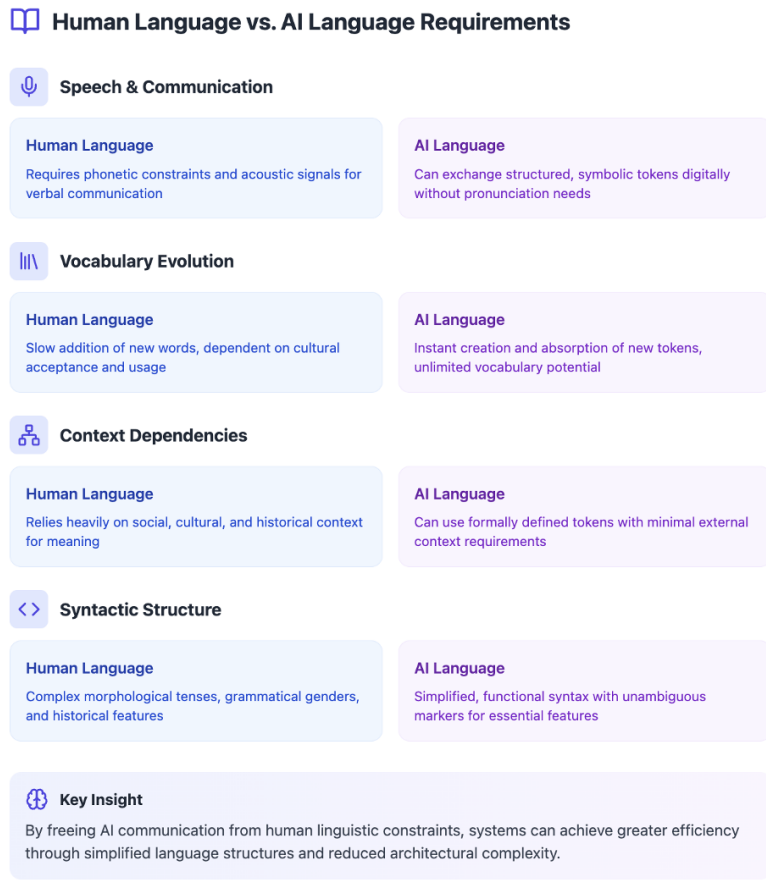 Human Language vs. AI Language Requirements
Speech & Communication
Human Language
Requires phonetic constraints and acoustic signals for
verbal communication
AI Language
Can exchange structured, symbolic tokens digitally
without pronunciation needs
Vocabulary Evolution
Human Language
Slow addition of new words, dependent on cultural
acceptance and usage
AI Language
Instant creation and absorption of new tokens,
unlimited vocabulary potential
Context Dependencies
Human Language
Relies heavily on social, cultural, and historical context
for meaning
AI Language
Can use formally defined tokens with minimal external
context requirements
Syntactic Structure
Human Language
Complex morphological tenses, grammatical genders,
and historical features
AI Language
Simplified, functional syntax with unambiguous
markers for essential features
Key Insight
By freeing AI communication from human linguistic constraints, systems can achieve greater efficiency
through simplified language structures and reduced architectural complexity.